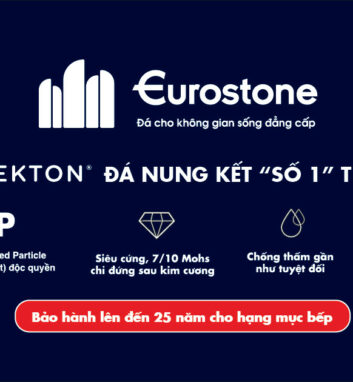 Eurostone
Đá cho không gian sống đẳng cấp
EKTON® ĐÁ NUNG KẾT “SỐ 1” T
P
ed Particle
t) độc quyền
Siêu cứng, 7/10 Mohs
chỉ đứng sau kim cương
Chống thấm gần
như tuyệt đối
Bảo hành lên đến 25 năm cho hạng mục bếp